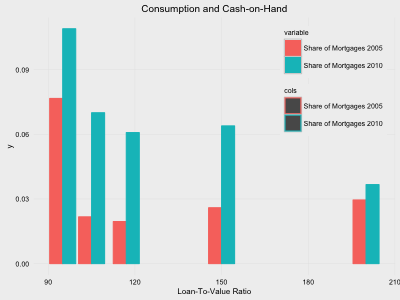 Consumption and Cash-on-Hand
variable
Share of Mortgages 2005
Share of Mortgages 2010
cols
Share of Mortgages 2005
Share of Mortgages 2010
y
0.09
0.06
0.03
0.00
90 120 150 180 210
Loan-To-Value Ratio